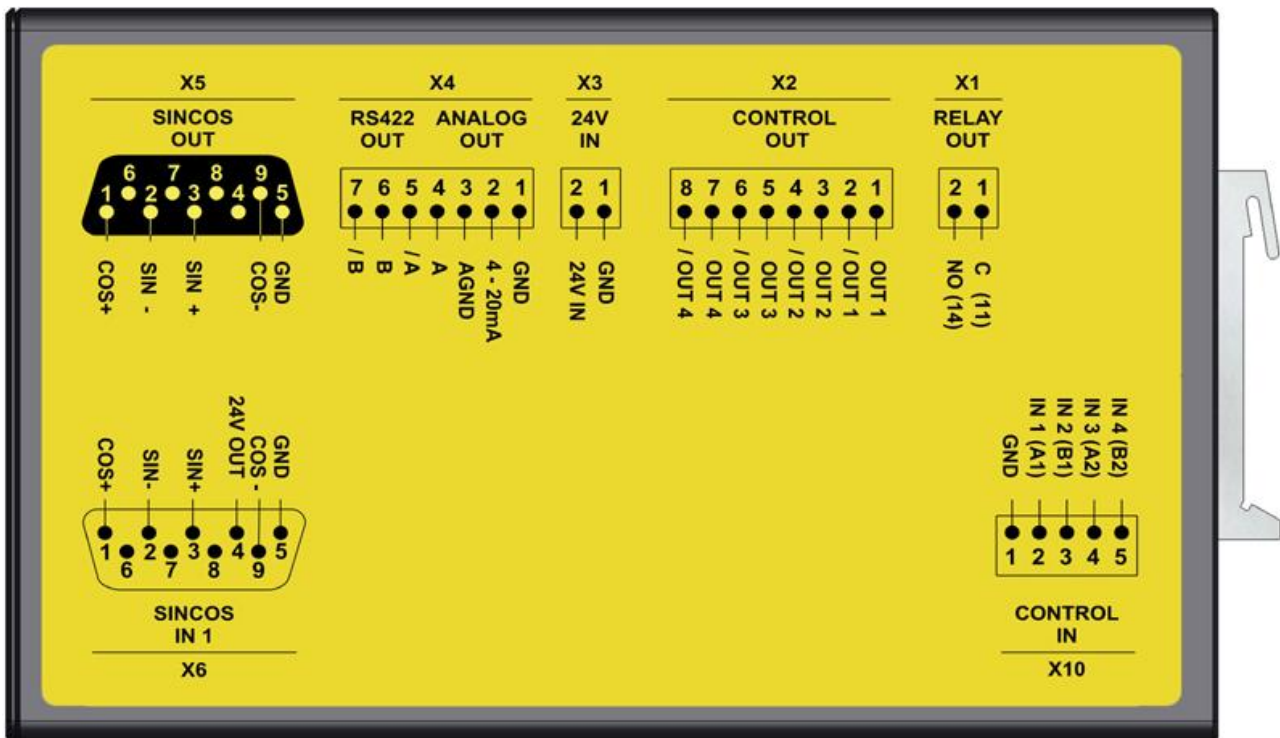 X5
SINCOS
OUT
6 7 8 9
1 2 3 4 5
COS+
SIN -
SIN +
COS-
GND
X4
RS422 ANALOG
OUT OUT
7 6 5 4 3 2 1
/ B
B
/ A
A
AGND
4 - 20mA
GND
X3
24V
IN
2 1
24V IN
GND
X2
CONTROL
OUT
8 7 6 5 4 3 2 1
/ OUT 4
OUT 4
/ OUT 3
OUT 3
/ OUT 2
OUT 2
/ OUT 1
OUT 1
X1
RELAY
OUT
2 1
NO (14)
C (11)
COS+
SIN-
SIN+
24V OUT
COS -
GND
1 2 3 4 5
6 7 8 9
SINCOS
IN 1
X6
GND
IN 1 (A1)
IN 2 (B1)
IN 3 (A2)
IN 4 (B2)
1 2 3 4 5
CONTROL
IN
X10